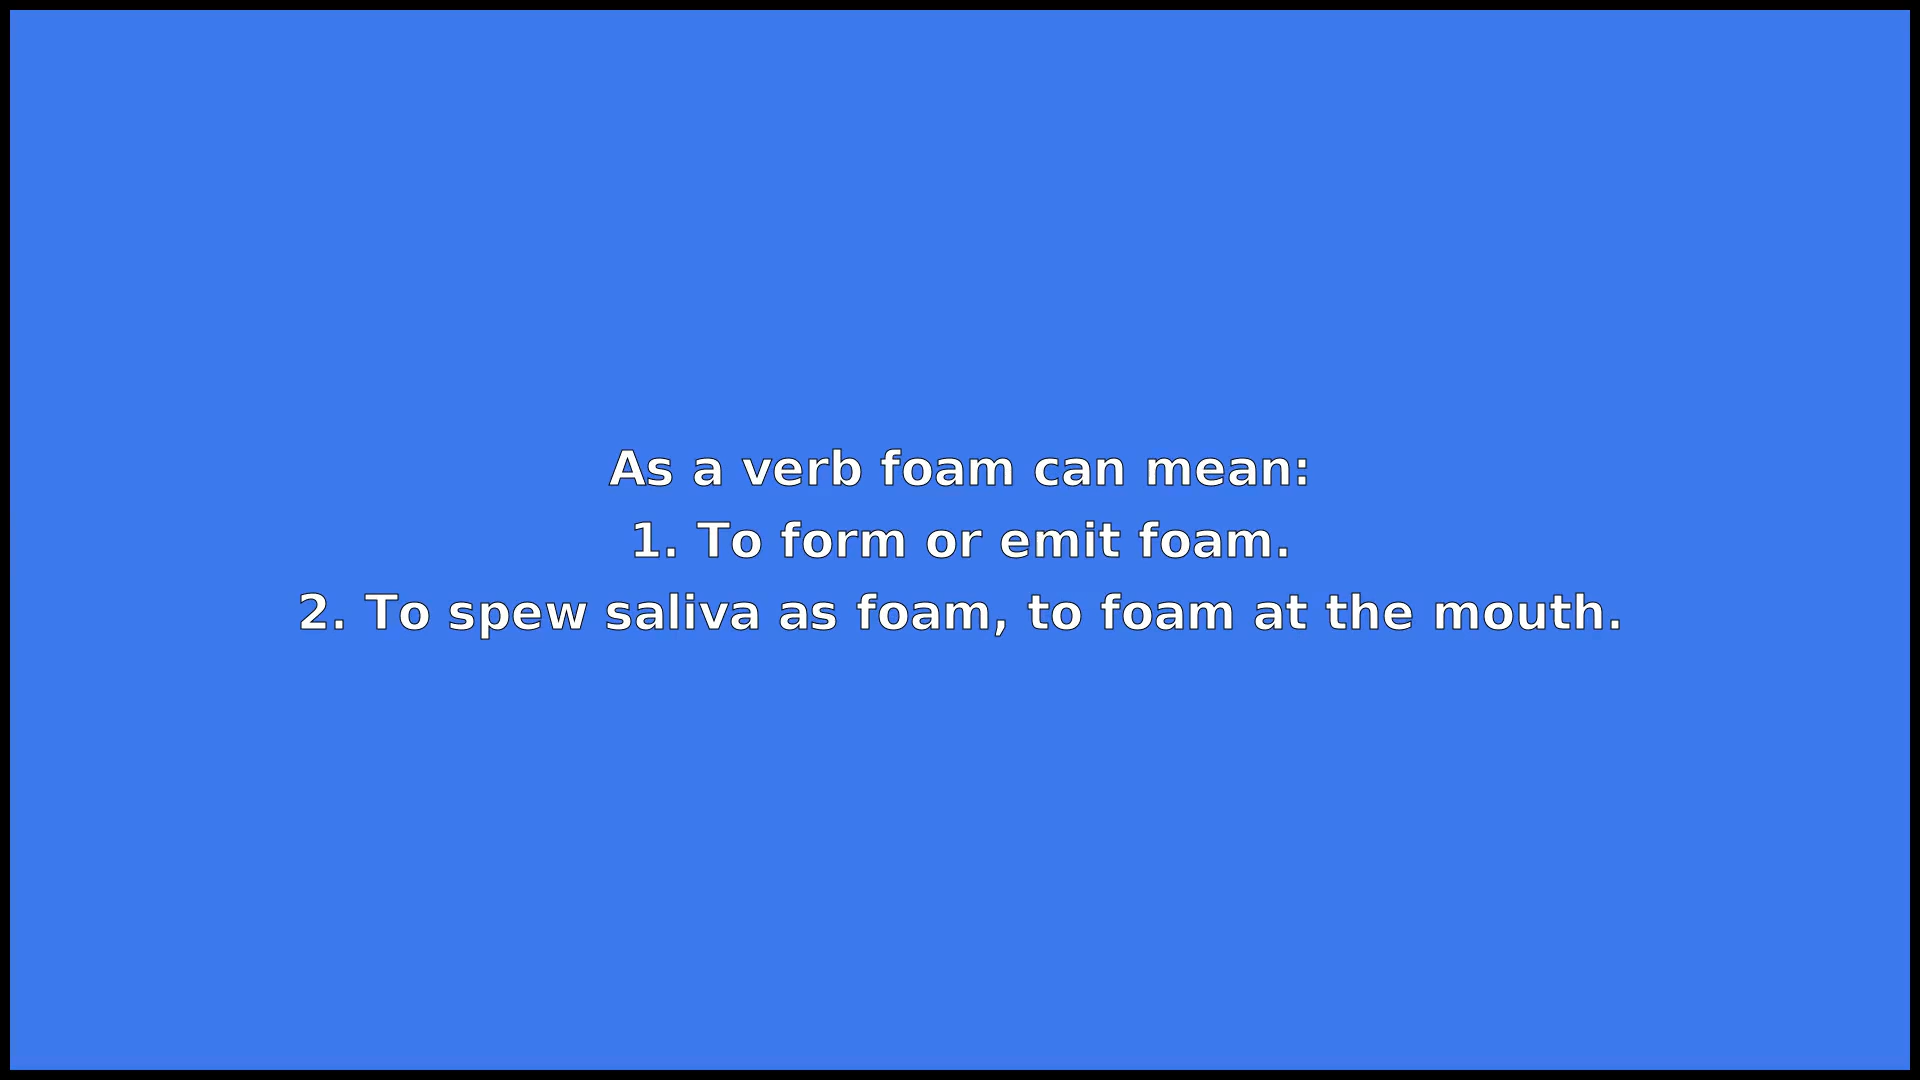 As a verb foam can mean:
1. To form or emit foam.
2. To spew saliva as foam, to foam at the mouth.